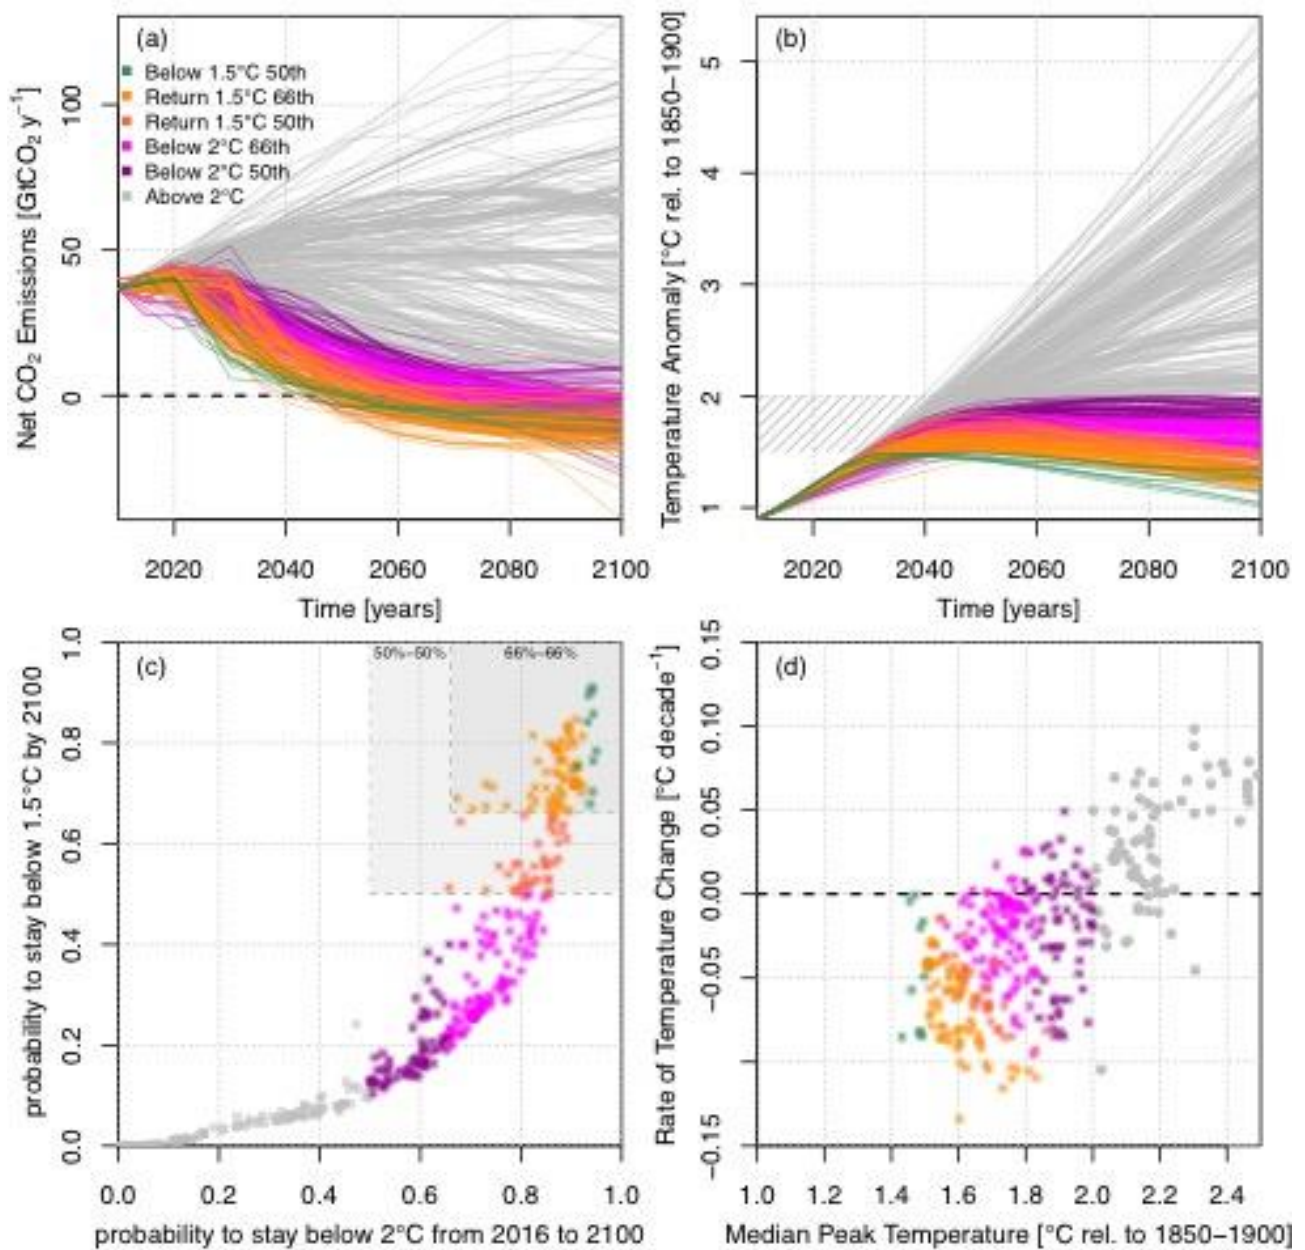 (a)
Below 1.5°C 50th
Return 1.5°C 66th
Return 1.5°C 50th
Below 2°C 66th
Below 2°C 50th
Above 2°C
Net CO₂ Emissions [GtCO₂ y⁻¹]
100
50
0
2020 2040 2060 2080 2100
Time [years]
(b)
Temperature Anomaly [°C rel. to 1850–1900]
5
4
3
2
1
2020 2040 2060 2080 2100
Time [years]
(c)
50%–50% 66%–66%
probability to stay below 1.5°C by 2100
1.0
0.8
0.6
0.4
0.2
0.0
0.0 0.2 0.4 0.6 0.8 1.0
probability to stay below 2°C from 2016 to 2100
(d)
Rate of Temperature Change [°C decade⁻¹]
0.15
0.10
0.05
0.00
−0.05
−0.15
1.0 1.2 1.4 1.6 1.8 2.0 2.2 2.4
Median Peak Temperature [°C rel. to 1850–1900]